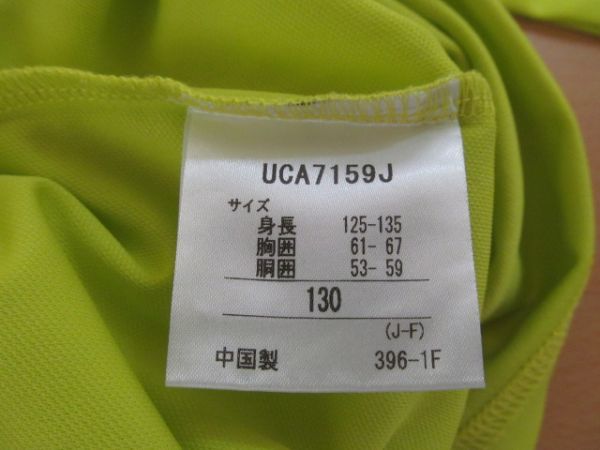 UCA7159J
サイズ
身長 125-135
胸囲 61- 67
胴囲 53- 59
130
(J-F)
中国製 396-1F